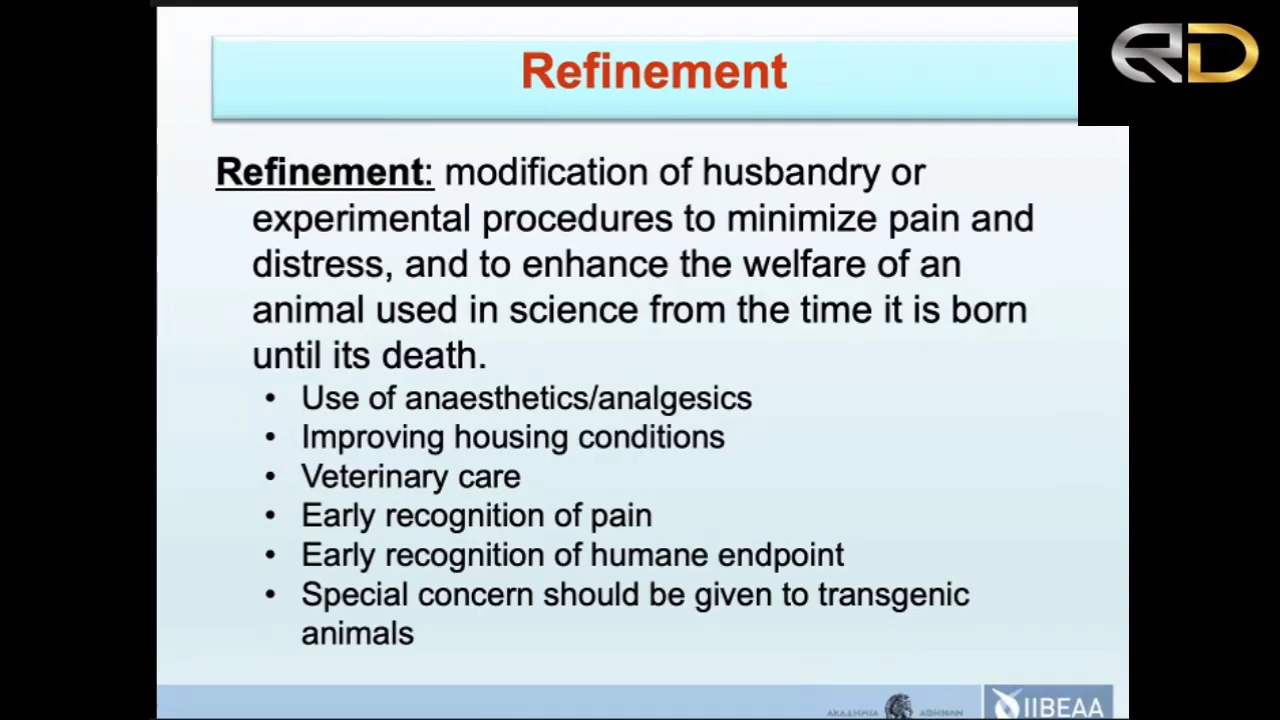 RD
Refinement
Refinement: modification of husbandry or
experimental procedures to minimize pain and
distress, and to enhance the welfare of an
animal used in science from the time it is born
until its death.
• Use of anaesthetics/analgesics
• Improving housing conditions
• Veterinary care
• Early recognition of pain
• Early recognition of humane endpoint
• Special concern should be given to transgenic
animals
ΑΚΑΔΗΜΙΑ ΑΘΗΝΩΝ IIBEAA